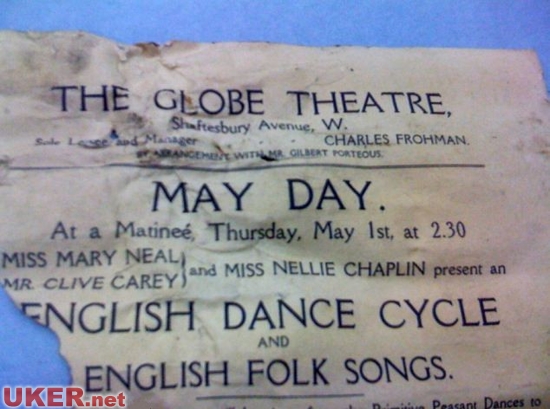 THE GLOBE THEATRE,
Shaftesbury Avenue, W.
Sole Lessee and Manager - - - CHARLES FROHMAN.
BY ARRANGEMENT WITH MR. GILBERT PORTEOUS.
MAY DAY.
At a Matineé, Thursday, May 1st, at 2.30
MISS MARY NEAL
MR. CLIVE CAREY
and MISS NELLIE CHAPLIN present an
ENGLISH DANCE CYCLE
AND
ENGLISH FOLK SONGS.
Primitive Peasant Dances to
UKER.net